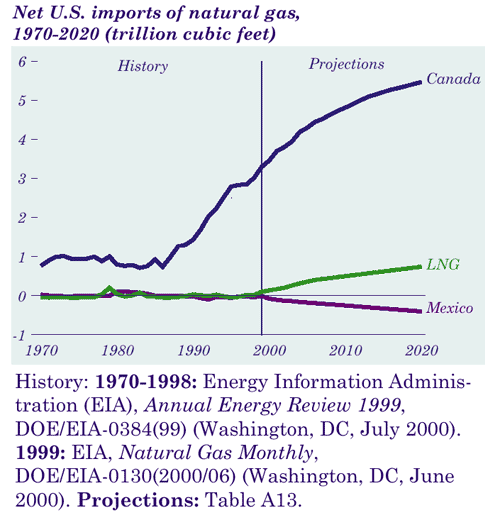 Net U.S. imports of natural gas,
1970-2020 (trillion cubic feet)
6
History
Projections
Canada
5
4
3
2
1
LNG
0
Mexico
-1
1970 1980 1990 2000 2010 2020
History: 1970-1998: Energy Information Adminis-
tration (EIA), Annual Energy Review 1999,
DOE/EIA-0384(99) (Washington, DC, July 2000).
1999: EIA, Natural Gas Monthly,
DOE/EIA-0130(2000/06) (Washington, DC, June
2000). Projections: Table A13.